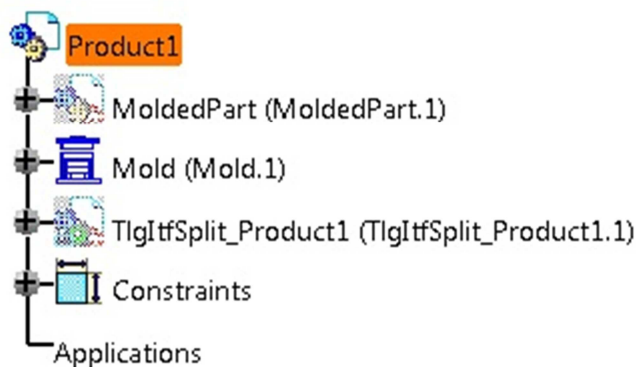 Product1
MoldedPart (MoldedPart.1)
Mold (Mold.1)
TlgItfSplit_Product1 (TlgItfSplit_Product1.1)
Constraints
Applications